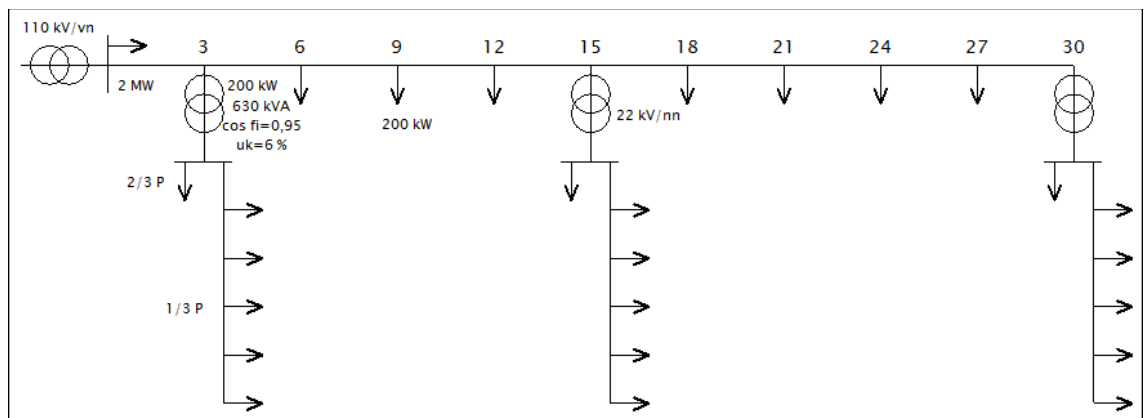 110 kV/vn
3 6 9 12 15 18 21 24 27 30
2 MW
200 kW
630 kVA
cos fi=0,95
uk=6 %
200 kW
22 kV/nn
2/3 P
1/3 P